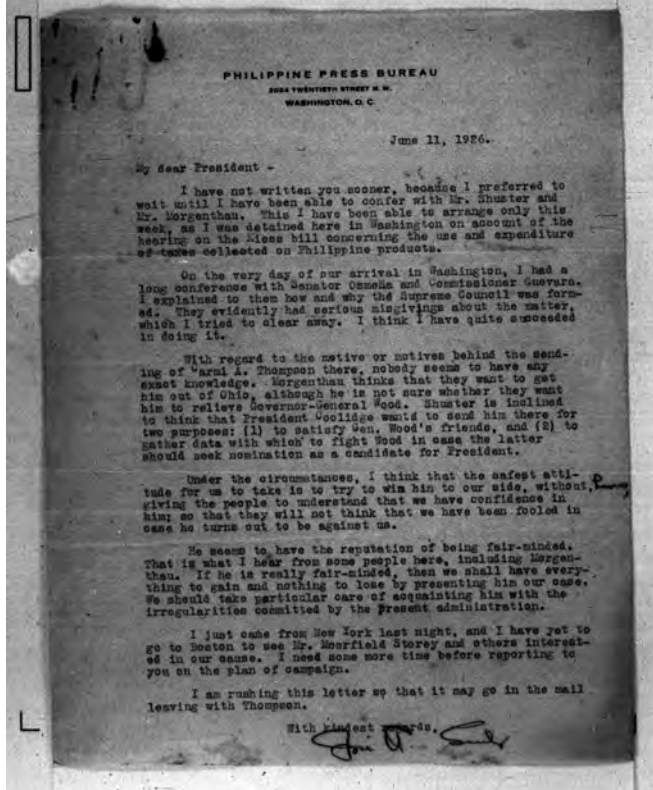 PHILIPPINE PRESS BUREAU
2034 TWENTIETH STREET N. W.
WASHINGTON, D. C.
June 11, 1926.
My dear President -
I have not written you sooner, because I preferred to
wait until I have been able to confer with Mr. Shuster and
Mr. Morgenthau. This I have been able to arrange only this
week, as I was detained here in Washington on account of the
hearing on the Kiess bill concerning the use and expenditure
of taxes collected on Philippine products.
On the very day of our arrival in Washington, I had a
long conference with Senator Osmeña and Commissioner Guevara.
I explained to them how and why the Supreme Council was form-
ed. They evidently had serious misgivings about the matter,
which I tried to clear away. I think I have quite succeeded
in doing it.
With regard to the motive or motives behind the send-
ing of Carmi A. Thompson there, nobody seems to have any
exact knowledge. Morgenthau thinks that they want to get
him out of Ohio, although he is not sure whether they want
him to relieve Governor-General Wood. Shuster is inclined
to think that President Coolidge wants to send him there for
two purposes: (1) to satisfy Gen. Wood's friends, and (2) to
gather data with which to fight Wood in case the latter
should seek nomination as a candidate for President.
Under the circumstances, I think that the safest atti-
tude for us to take is to try to win him to our side, without,
giving the people to understand that we have confidence in
him; so that they will not think that we have been fooled in
case he turns out to be against us.
He seems to have the reputation of being fair-minded.
That is what I hear from some people here, including Morgen-
thau. If he is really fair-minded, then we shall have every-
thing to gain and nothing to lose by presenting him our case.
We should take particular care of acquainting him with the
irregularities committed by the present administration.
I just came from New York last night, and I have yet to
go to Boston to see Mr. Moorfield Storey and others interest-
ed in our cause. I need some more time before reporting to
you on the plan of campaign.
I am rushing this letter so that it may go in the mail
leaving with Thompson.
With kindest regards,